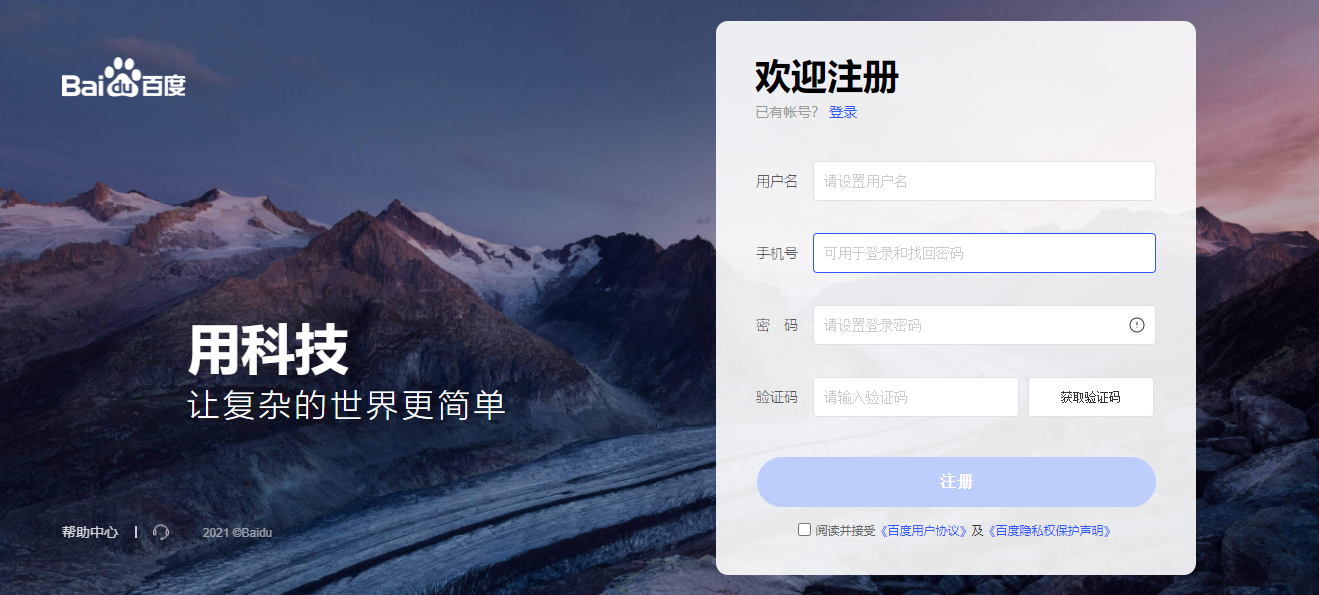 Bai du 百度
用科技
让复杂的世界更简单
帮助中心 | 2021 ©Baidu
欢迎注册
已有帐号? 登录
用户名 请设置用户名
手机号 可用于登录和找回密码
密 码 请设置登录密码
验证码 请输入验证码 获取验证码
注册
阅读并接受《百度用户协议》及《百度隐私权保护声明》